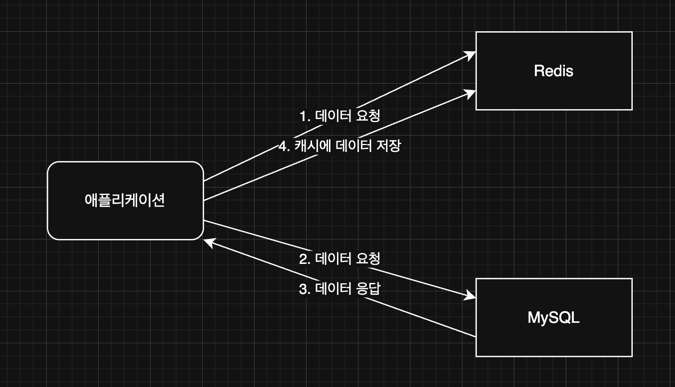 Redis
1. 데이터 요청
4. 캐시에 데이터 저장
애플리케이션
2. 데이터 요청
3. 데이터 응답
MySQL